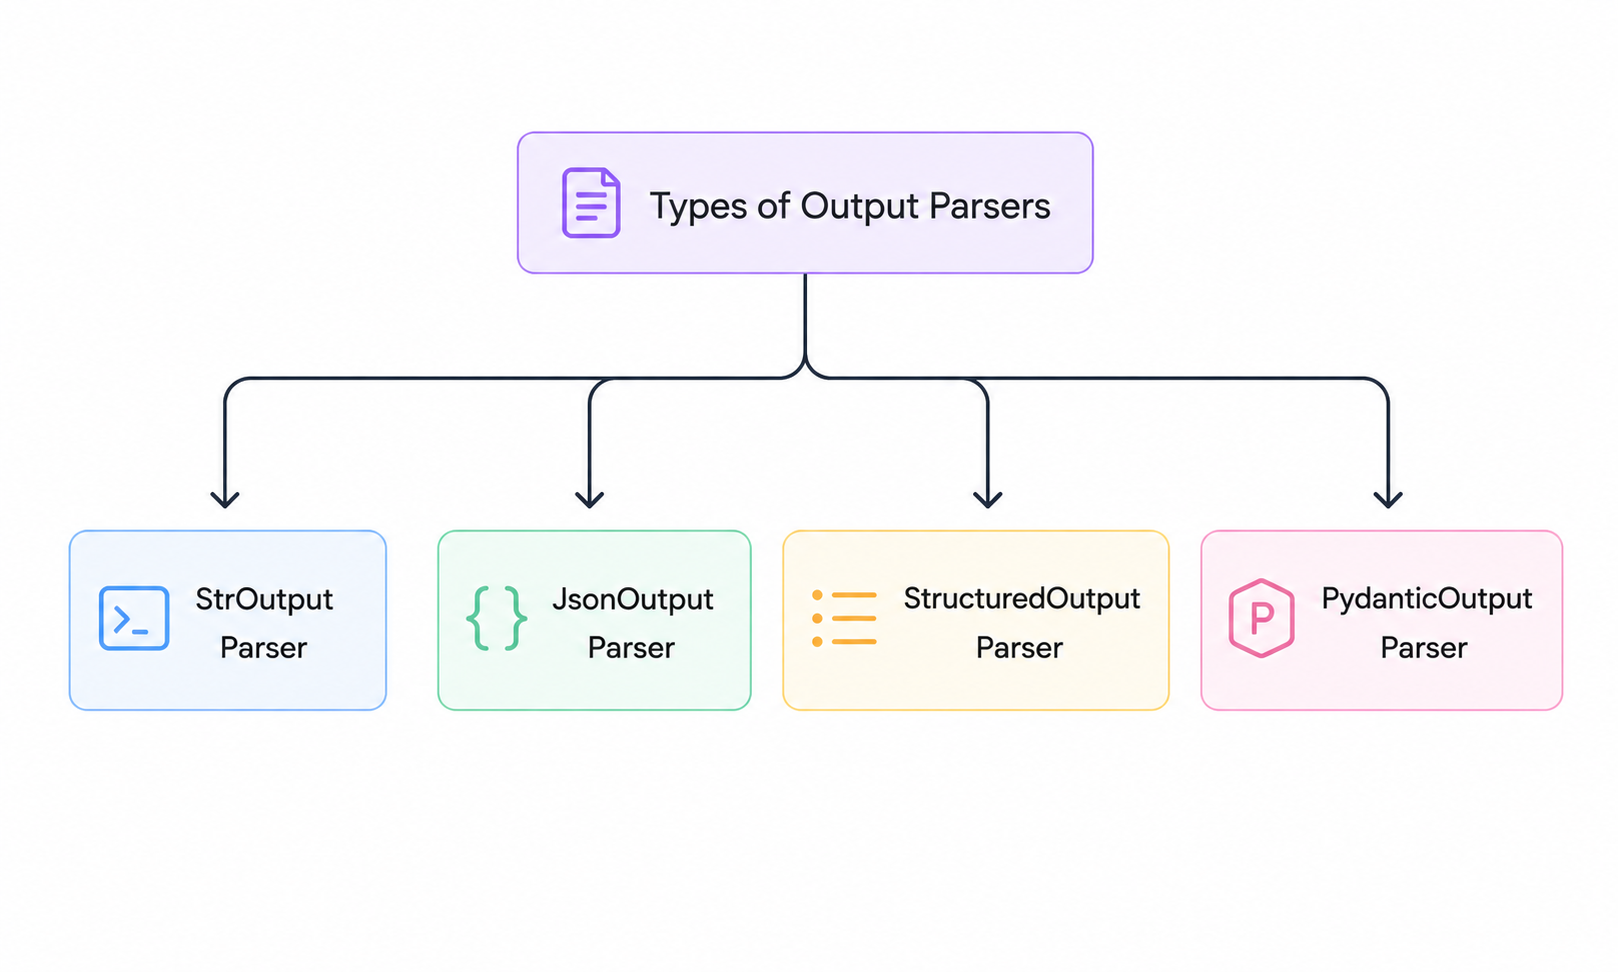 Types of Output Parsers
StrOutput
Parser
JsonOutput
Parser
StructuredOutput
Parser
P
PydanticOutput
Parser